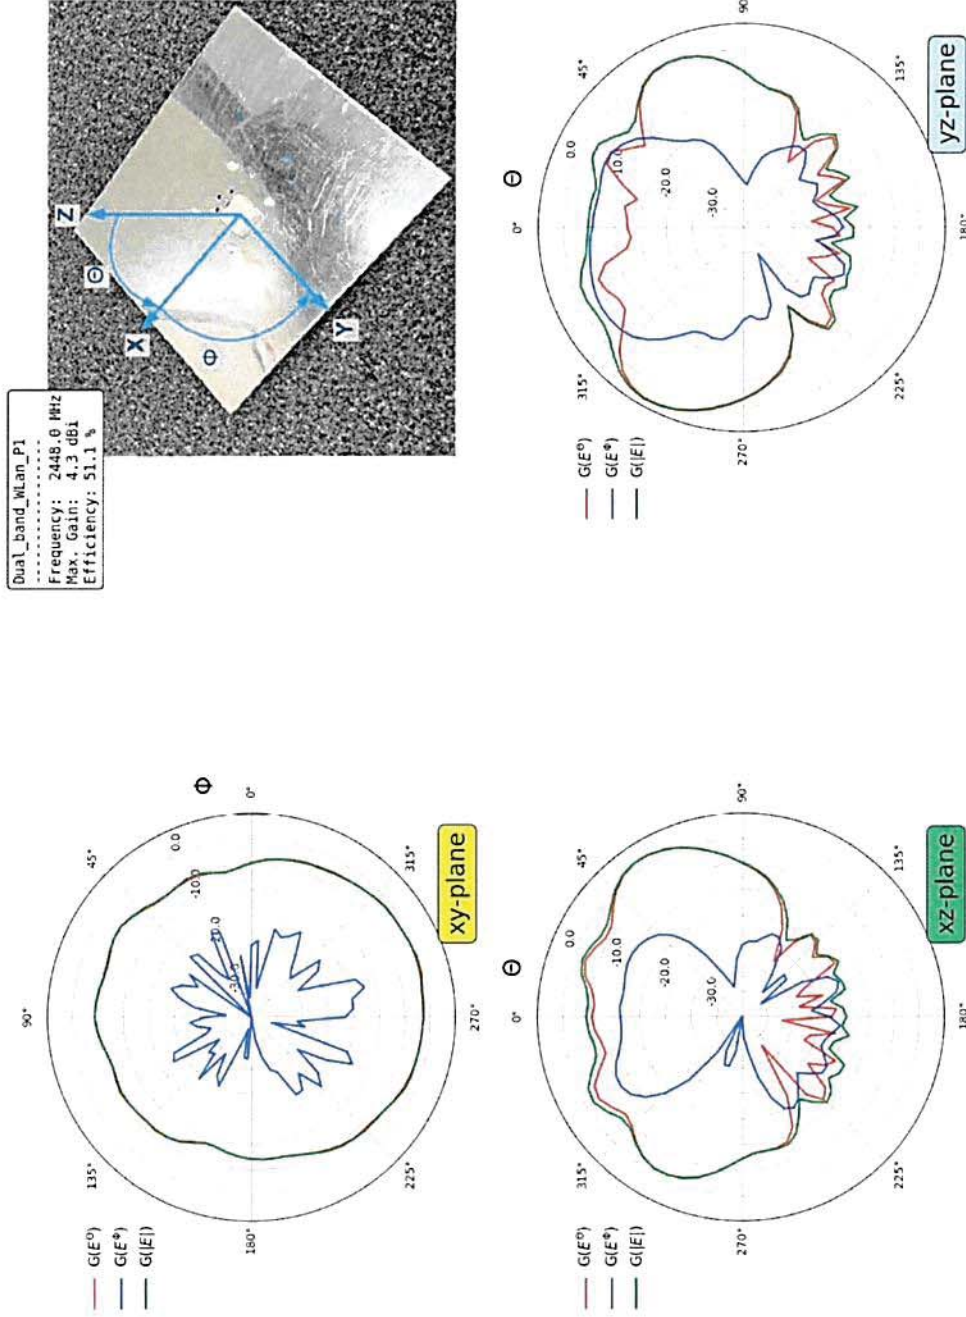 Dual_band_WLan_P1
--------------
Frequency: 2448.0 MHz
Max. Gain: 4.3 dBi
Efficiency: 51.1 %
Z
Θ
X
Φ
Y
G(E^Θ)
G(E^Φ)
G(|E|)
Φ
0°
45°
90°
135°
180°
225°
270°
315°
0.0
-10.0
-20.0
-30.0
xy-plane
G(E^Θ)
G(E^Φ)
G(|E|)
Θ
0°
45°
90°
135°
180°
225°
270°
315°
0.0
-10.0
-20.0
-30.0
xz-plane
G(E^Θ)
G(E^Φ)
G(|E|)
Θ
0°
45°
90°
135°
180°
225°
270°
315°
0.0
-10.0
-20.0
-30.0
yz-plane